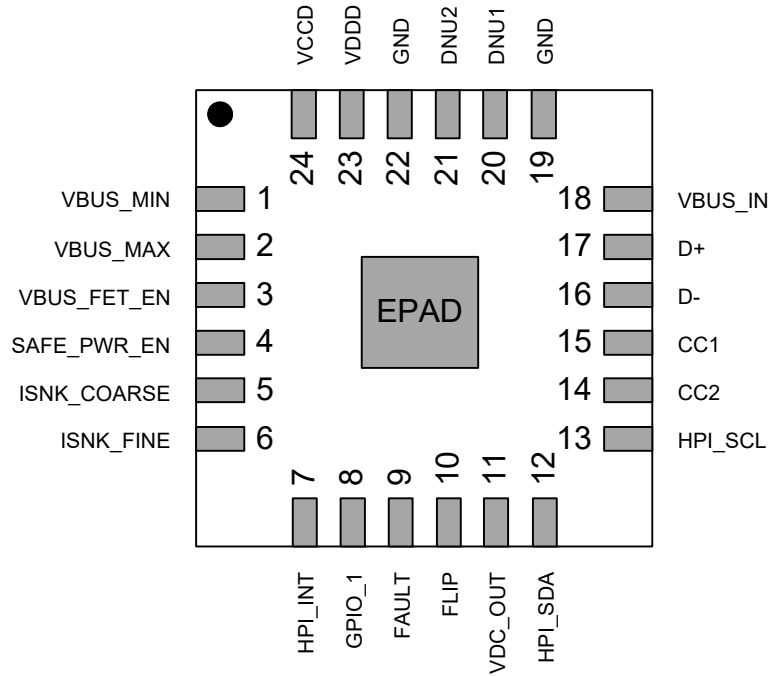 VCCD
VDDD
GND
DNU2
DNU1
GND
24
23
22
21
20
19
VBUS_MIN 1
VBUS_MAX 2
VBUS_FET_EN 3
SAFE_PWR_EN 4
ISNK_COARSE 5
ISNK_FINE 6
EPAD
18 VBUS_IN
17 D+
16 D-
15 CC1
14 CC2
13 HPI_SCL
7
8
9
10
11
12
HPI_INT
GPIO_1
FAULT
FLIP
VDC_OUT
HPI_SDA